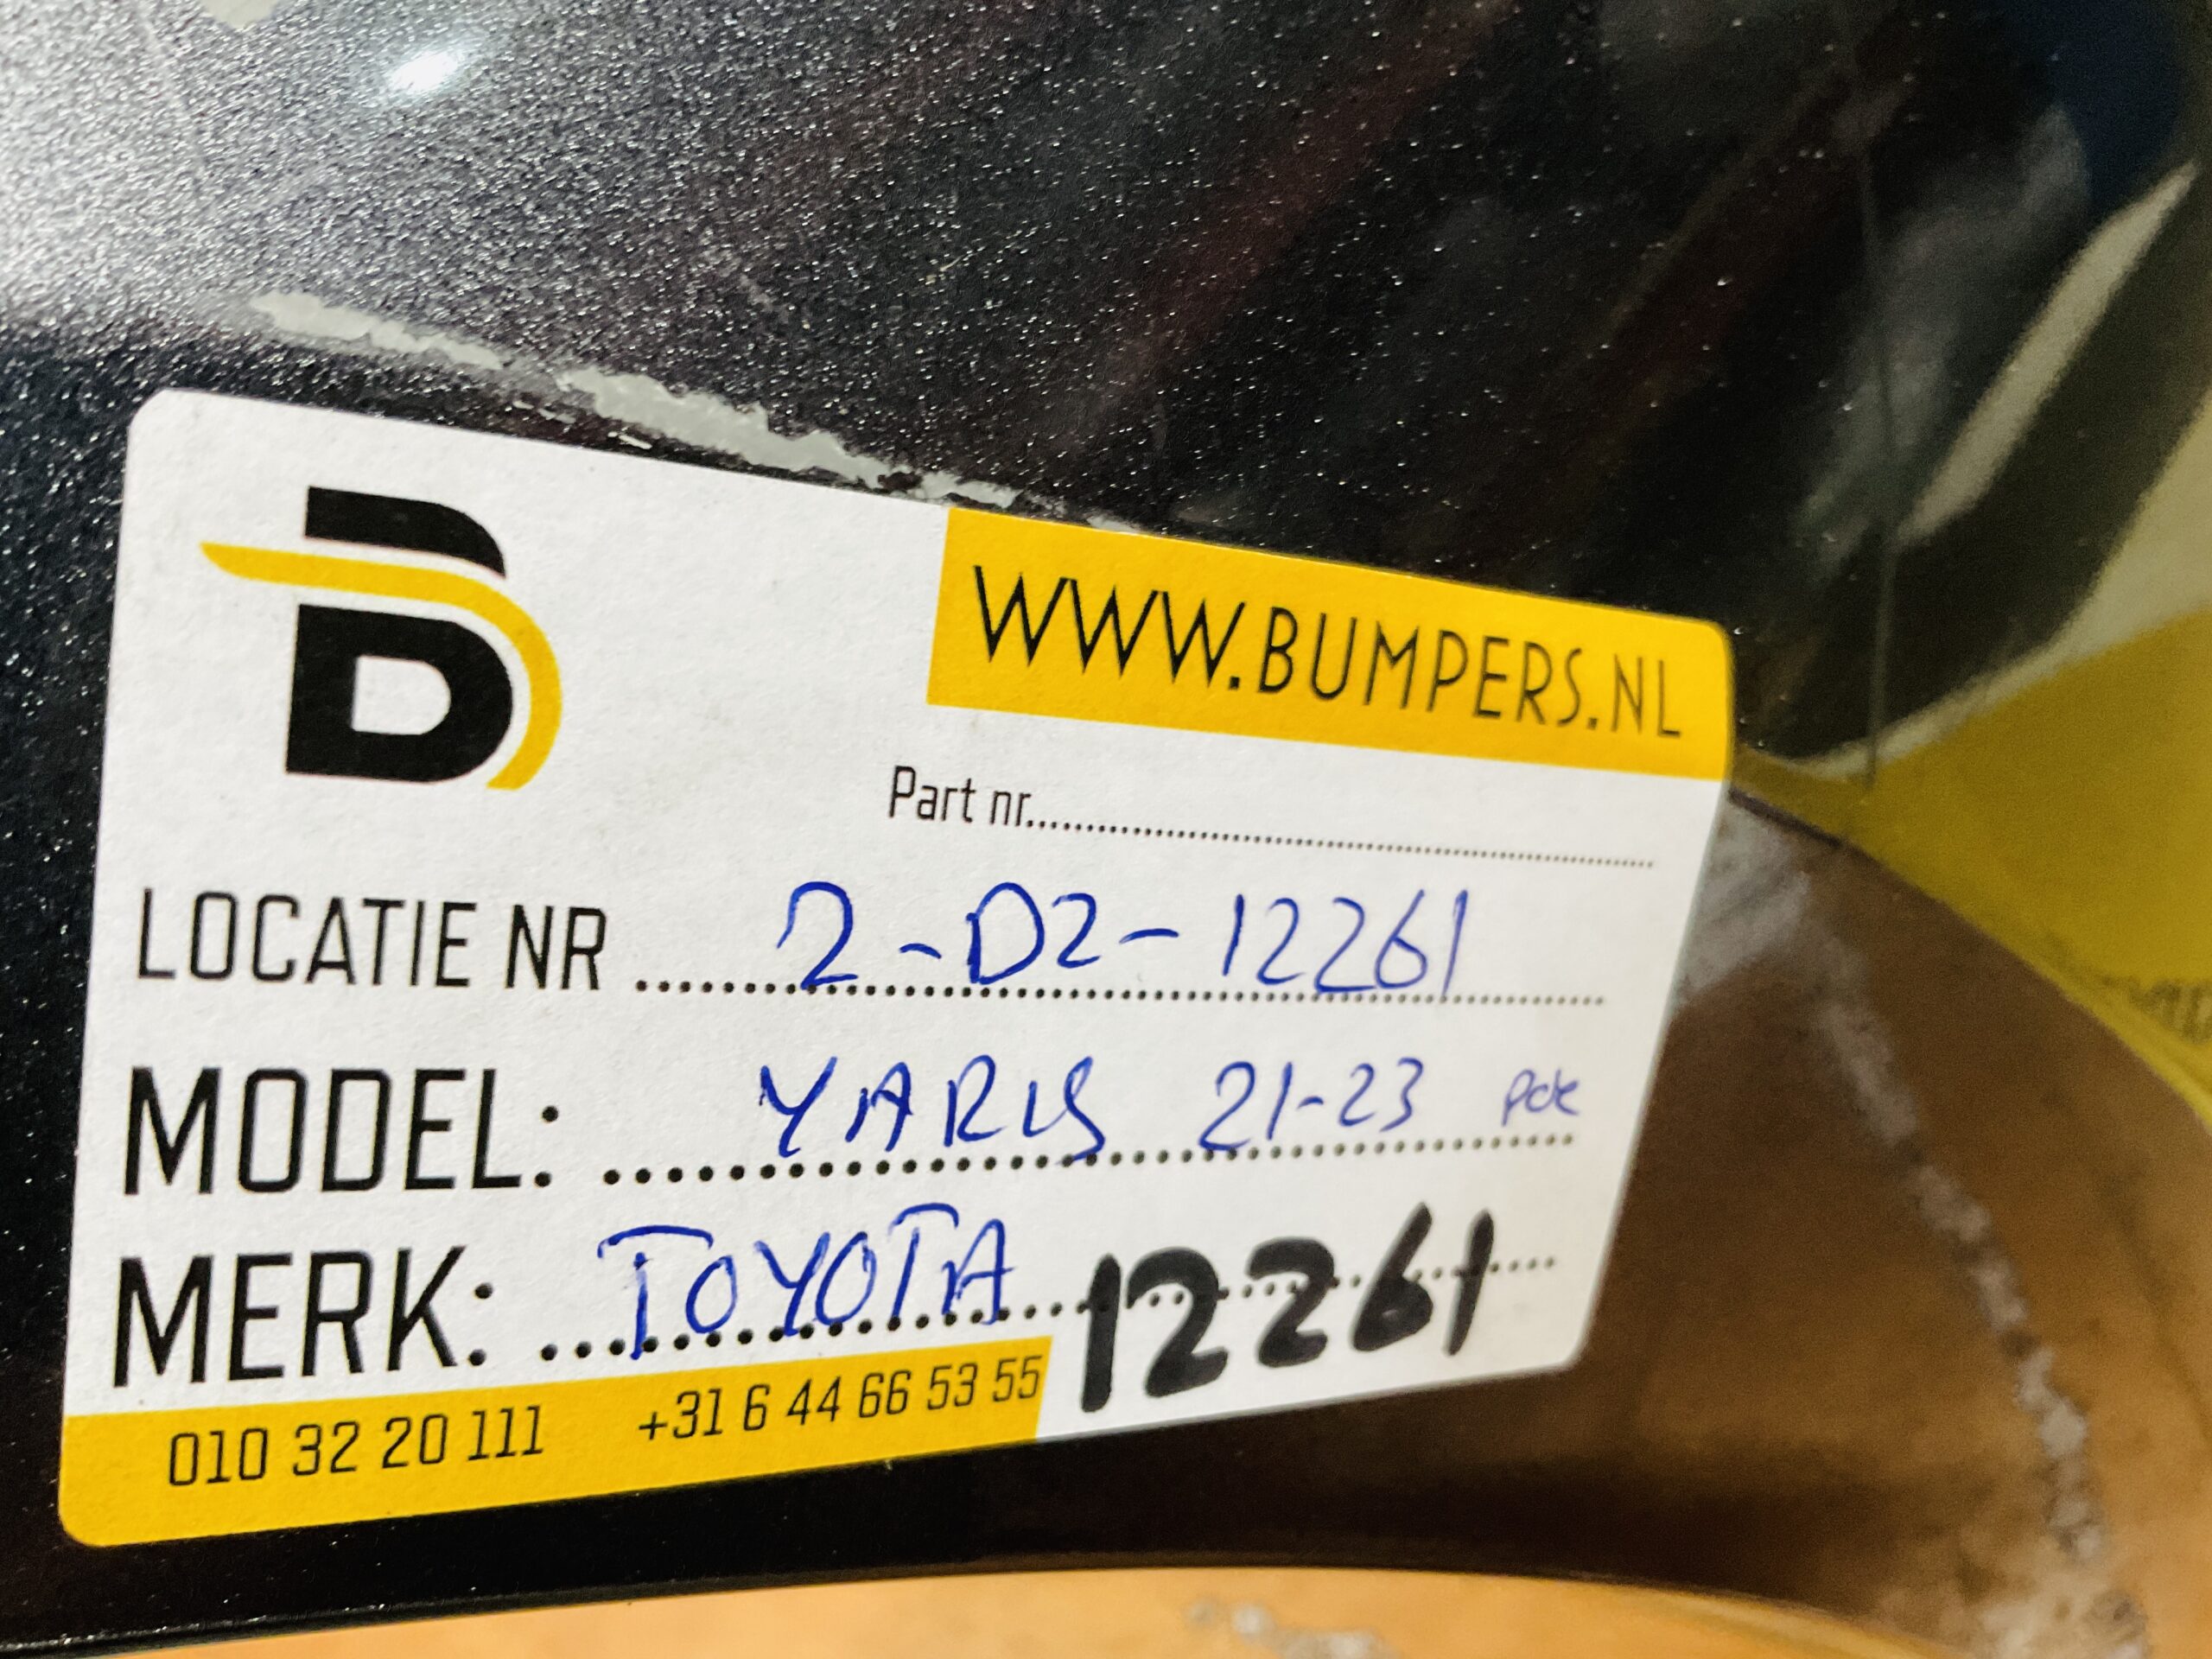 B
WWW.BUMPERS.NL
Part nr..........
LOCATIE NR .......... 2-D2-12261
MODEL: .......... YARIS 21-23 PDC
MERK: .......... TOYOTA 12261
010 32 20 111 +31 6 44 66 53 55